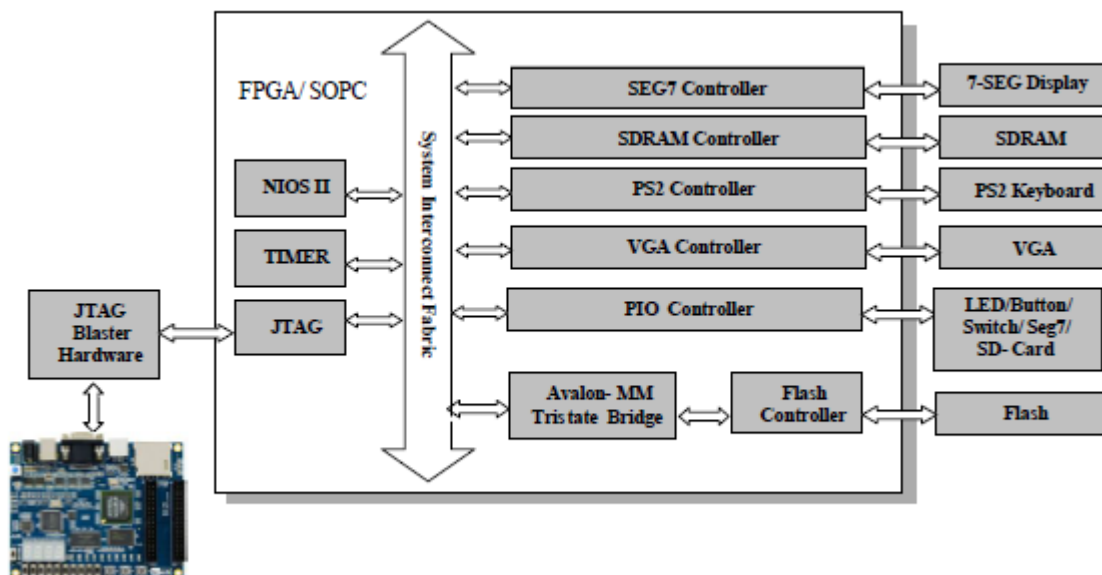 FPGA/ SOPC
NIOS II
TIMER
JTAG
JTAG
Blaster
Hardware
System Interconnect Fabric
SEG7 Controller
7-SEG Display
SDRAM Controller
SDRAM
PS2 Controller
PS2 Keyboard
VGA Controller
VGA
PIO Controller
LED/Button/
Switch/ Seg7/
SD- Card
Avalon- MM
Tristate Bridge
Flash
Controller
Flash